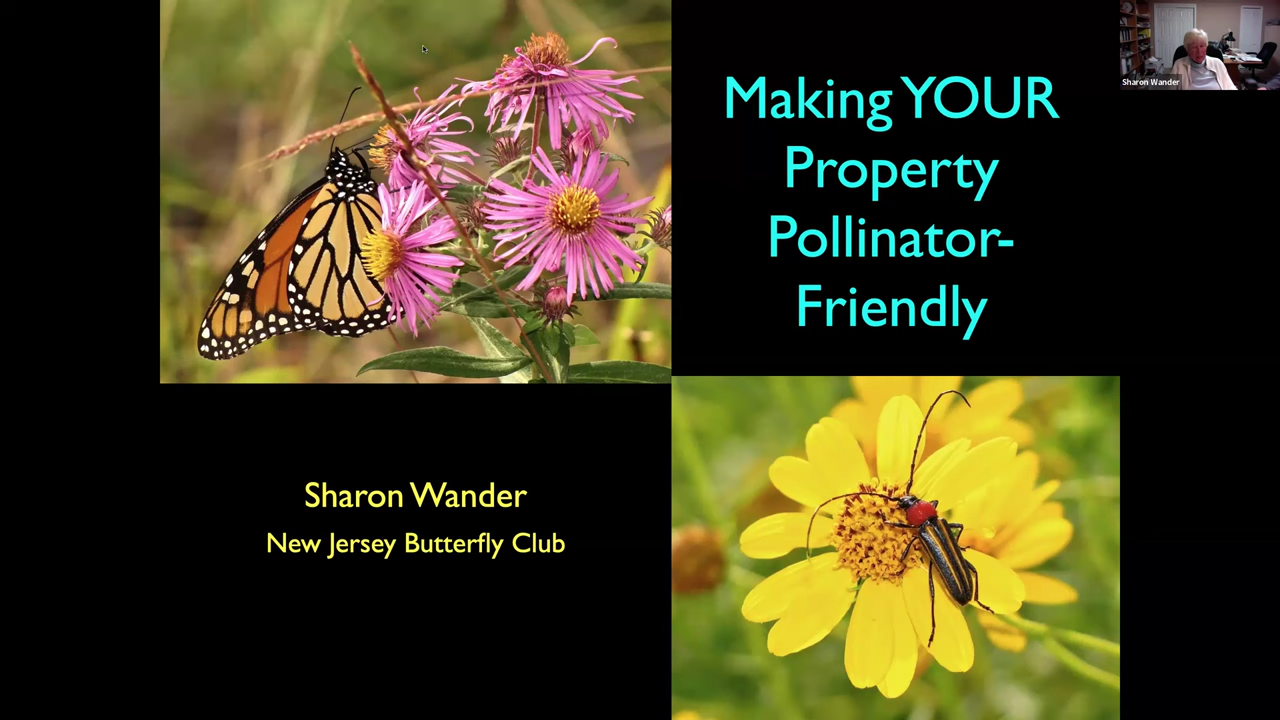 Making YOUR
Property
Pollinator-
Friendly
Sharon Wander
Sharon Wander
New Jersey Butterfly Club